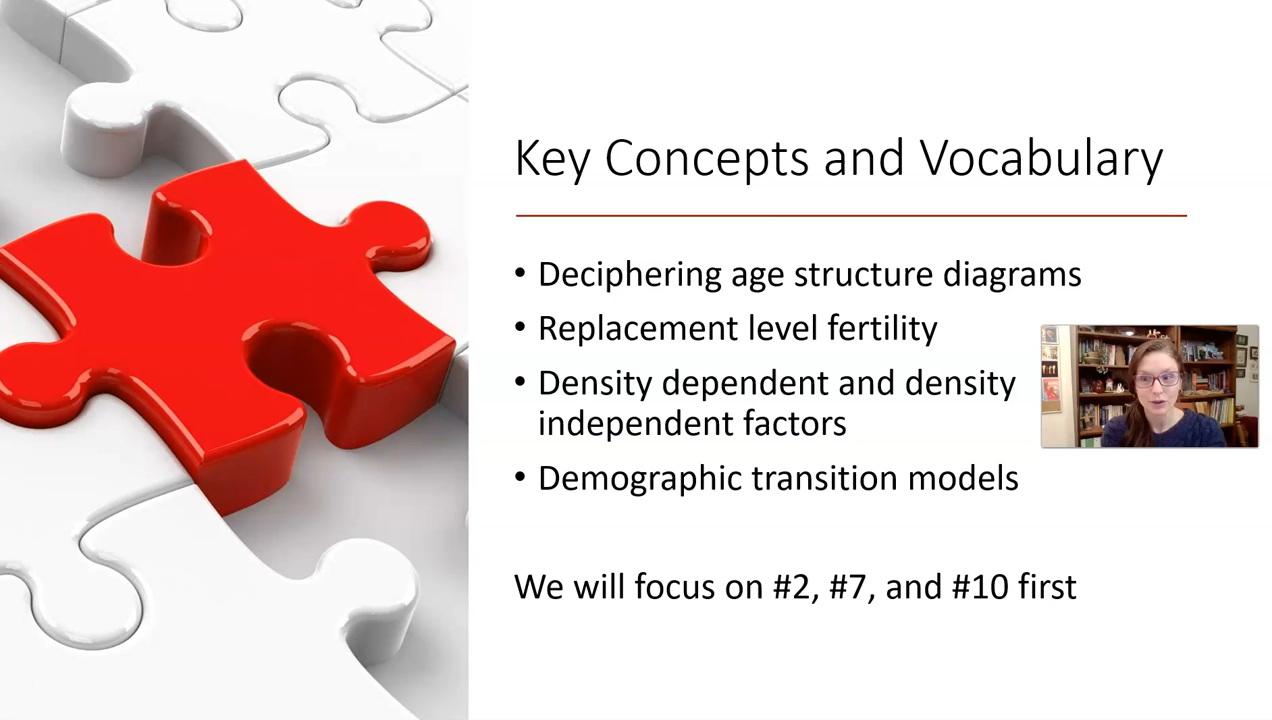 Key Concepts and Vocabulary
• Deciphering age structure diagrams
• Replacement level fertility
• Density dependent and density
independent factors
• Demographic transition models
We will focus on #2, #7, and #10 first